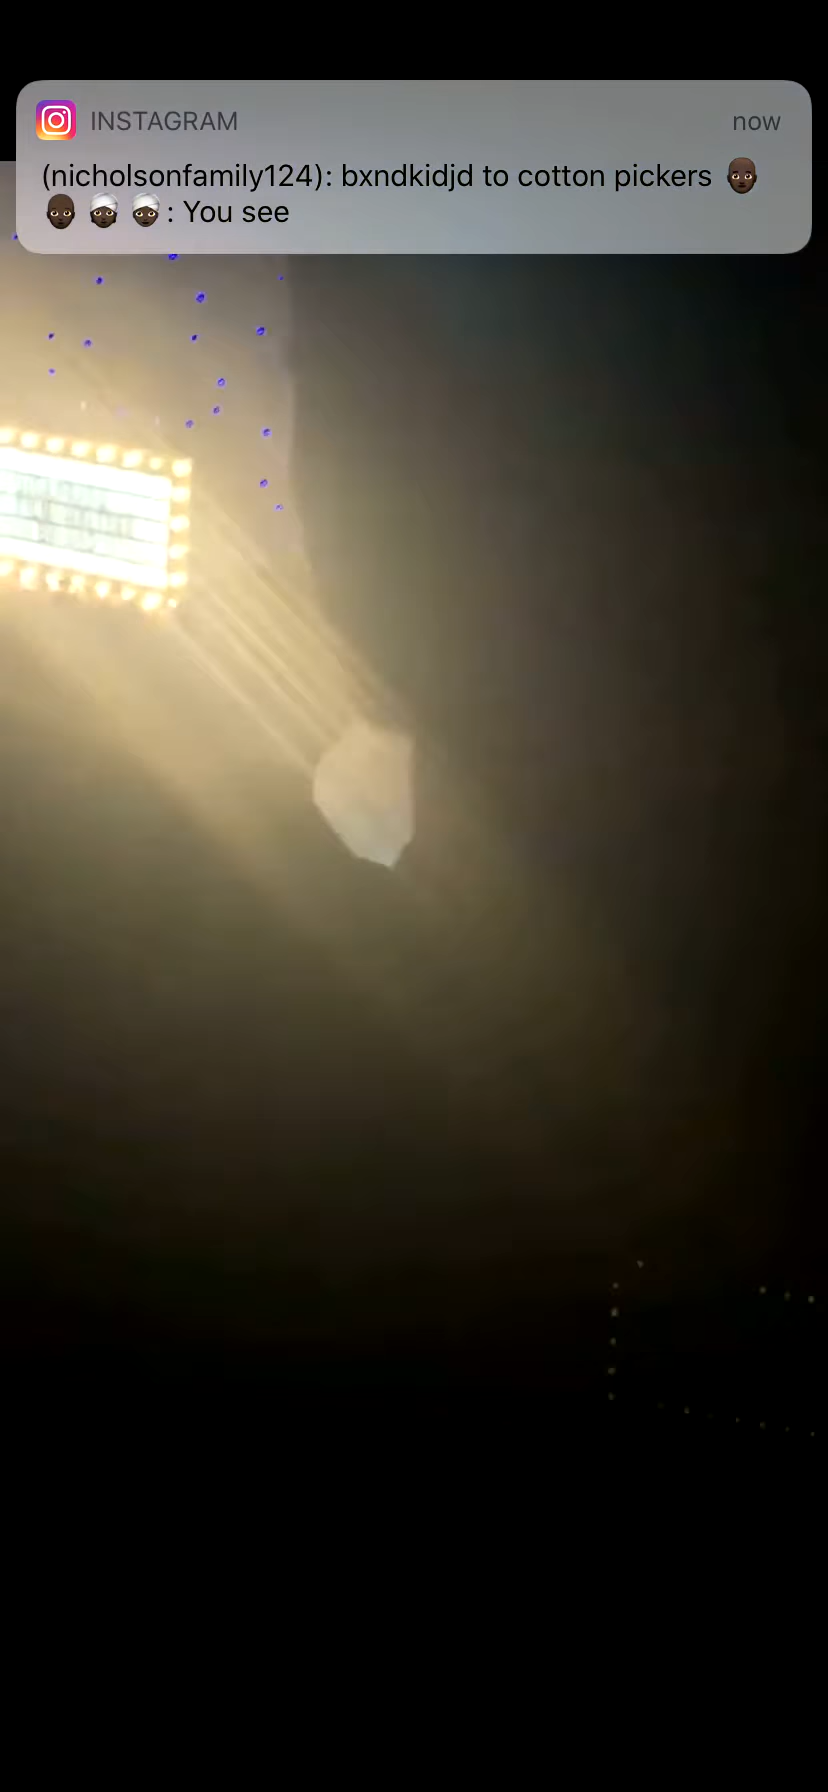 INSTAGRAM now
(nicholsonfamily124): bxndkidjd to cotton pickers 👨🏿‍🦲
👨🏿‍🦲 👳🏿 👳🏿‍♀️: You see